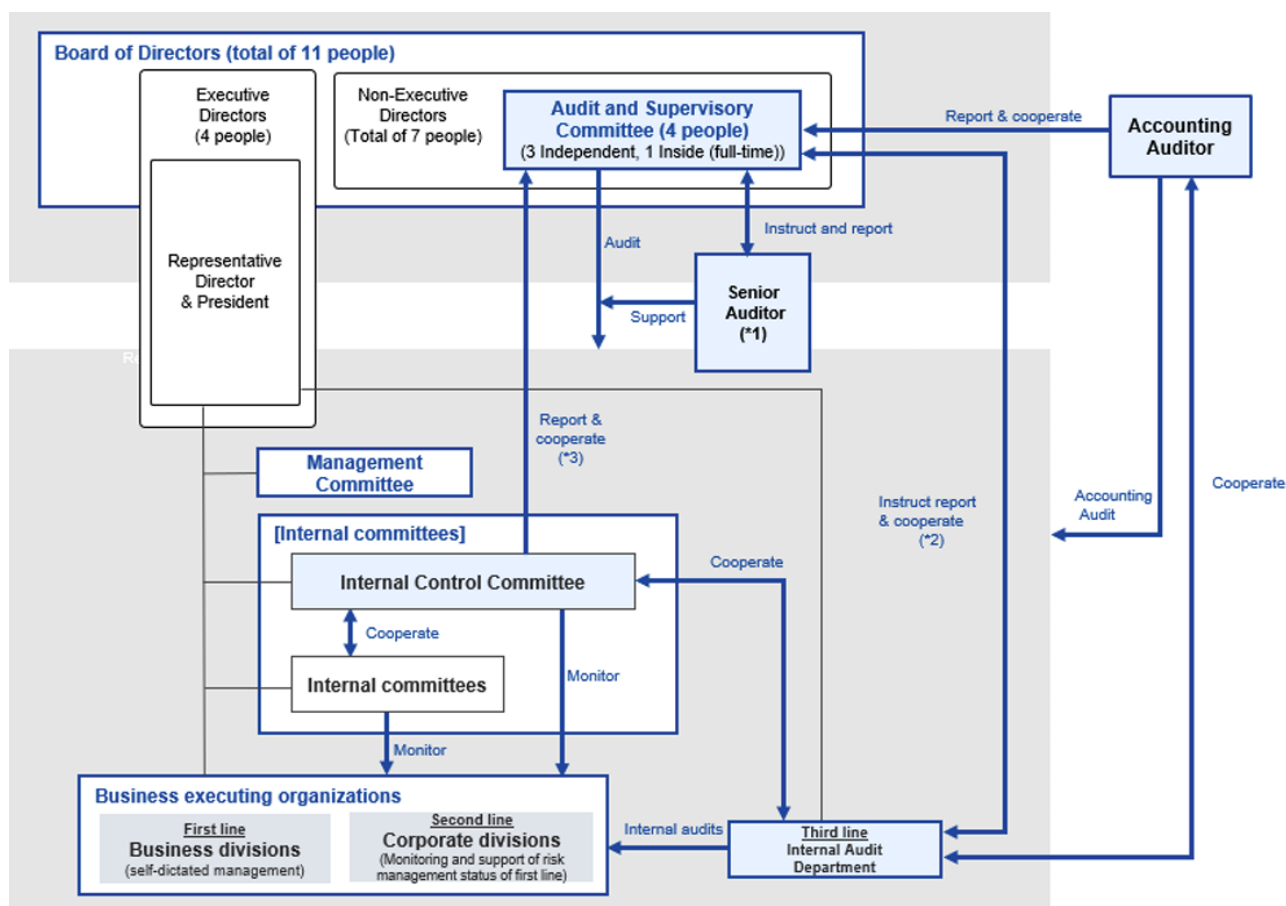 Board of Directors (total of 11 people)
Executive
Directors
(4 people)
Non-Executive
Directors
(Total of 7 people)
Audit and Supervisory
Committee (4 people)
(3 Independent, 1 Inside (full-time))
Report & cooperate
Accounting
Auditor
Representative
Director
& President
Audit
Instruct and report
Support
Senior
Auditor
(*1)
Report &
cooperate
(*3)
Management
Committee
Instruct report
& cooperate
(*2)
Accounting
Audit
Cooperate
[Internal committees]
Internal Control Committee
Cooperate
Cooperate
Internal committees
Monitor
Monitor
Business executing organizations
First line
Business divisions
(self-dictated management)
Second line
Corporate divisions
(Monitoring and support of risk
management status of first line)
Internal audits
Third line
Internal Audit
Department